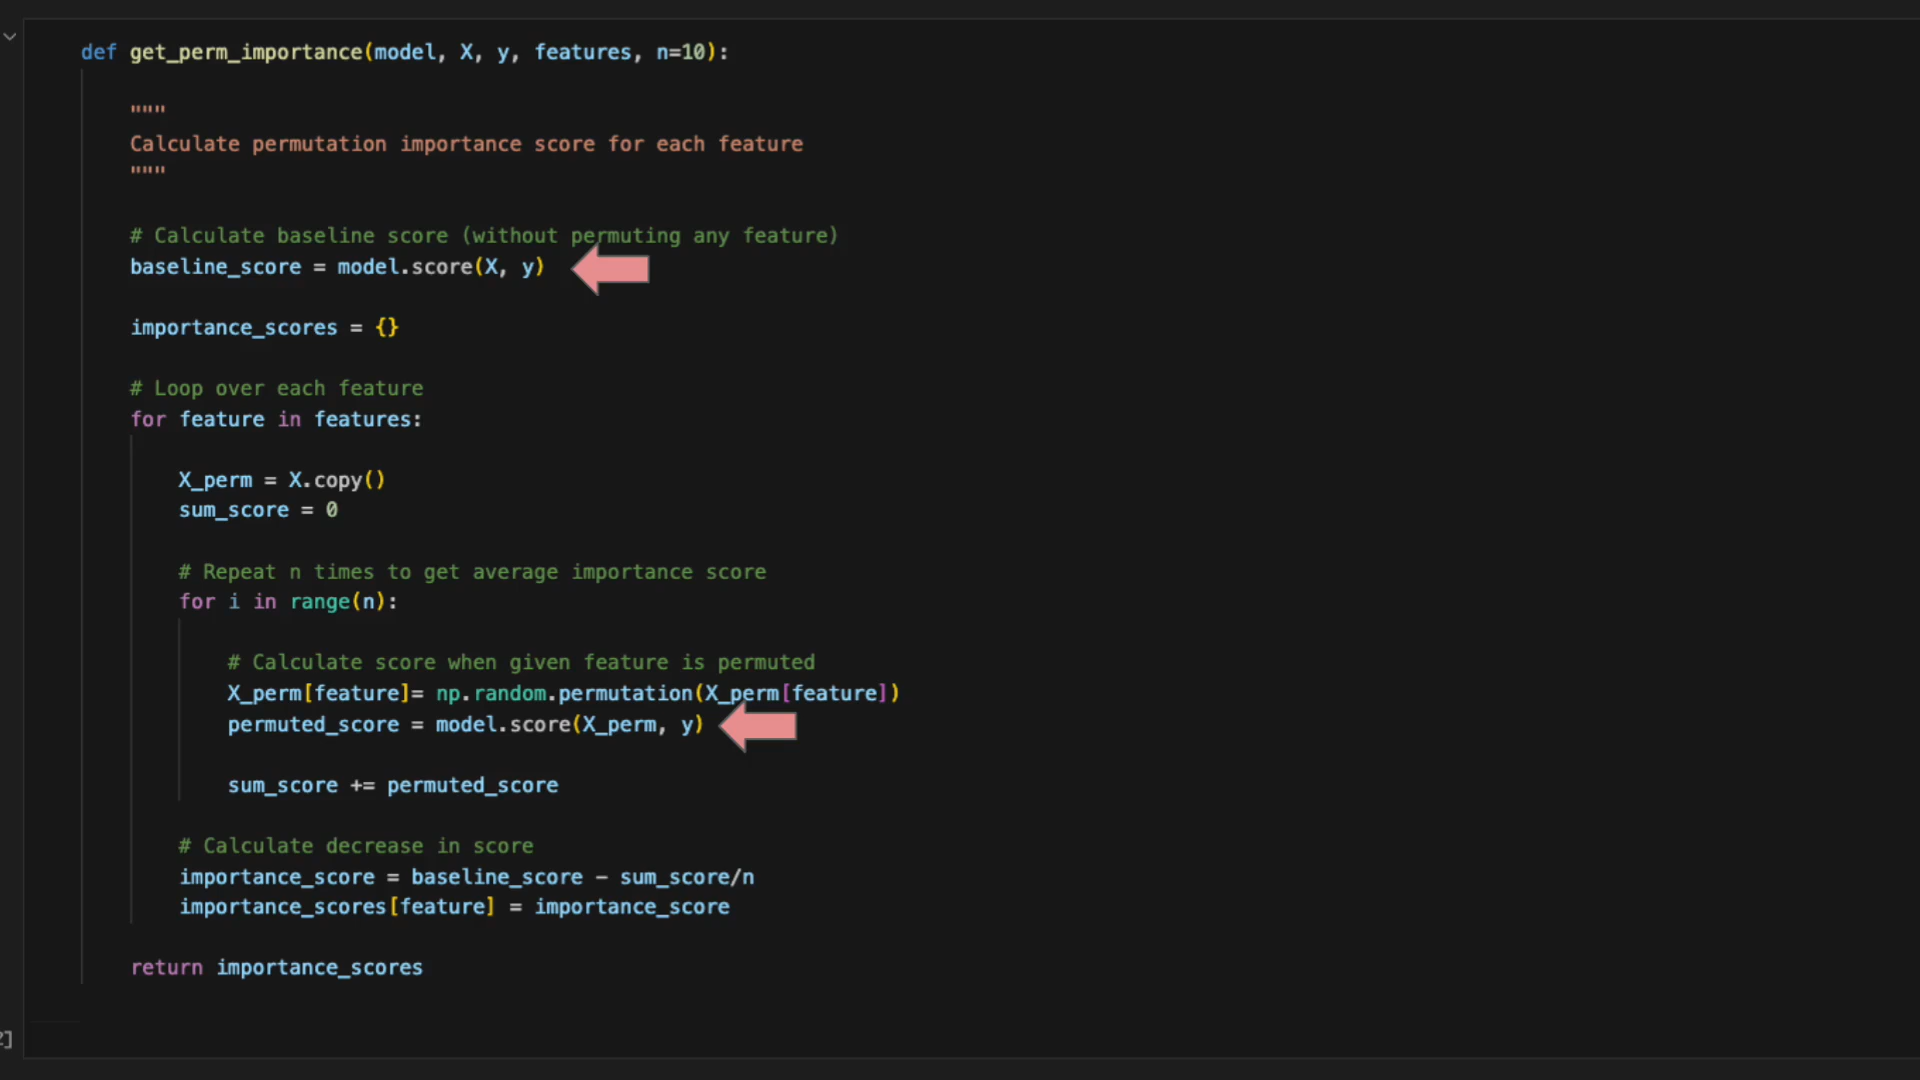 def get_perm_importance(model, X, y, features, n=10):
"""
Calculate permutation importance score for each feature
"""
# Calculate baseline score (without permuting any feature)
baseline_score = model.score(X, y)
importance_scores = {}
# Loop over each feature
for feature in features:
X_perm = X.copy()
sum_score = 0
# Repeat n times to get average importance score
for i in range(n):
# Calculate score when given feature is permuted
X_perm[feature]= np.random.permutation(X_perm[feature])
permuted_score = model.score(X_perm, y)
sum_score += permuted_score
# Calculate decrease in score
importance_score = baseline_score - sum_score/n
importance_scores[feature] = importance_score
return importance_scores